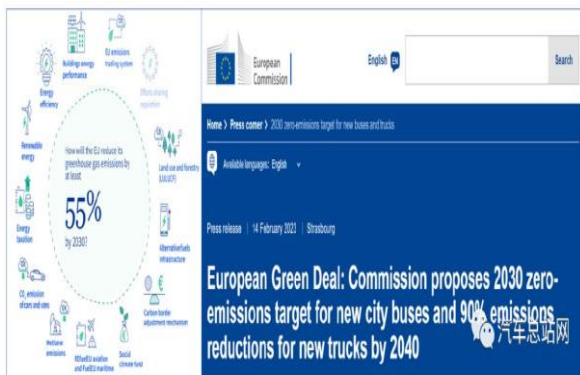 Buildings energy
performance
EU emissions
trading system
Efforts sharing
regulation
Energy
efficiency
Renewable
energy
How will the EU reduce its
greenhouse gas emissions by
at least
55%
by 2030?
Land use and forestry
(LULUCF)
Energy
taxation
Alternative fuels
infrastructure
CO₂ emission
of cars and vans
Carbon border
adjustment mechanism
Methane
emissions
REFuelEU aviation
and FuelEU maritime
Social
climate fund
European
Commission
English EN
Search
Home > Press corner > 2030 zero-emissions target for new buses and trucks
Available languages: English
Press release | 14 February 2023 | Strasbourg
European Green Deal: Commission proposes 2030 zero-
emissions target for new city buses and 90% emissions
reductions for new trucks by 2040
汽车总站网